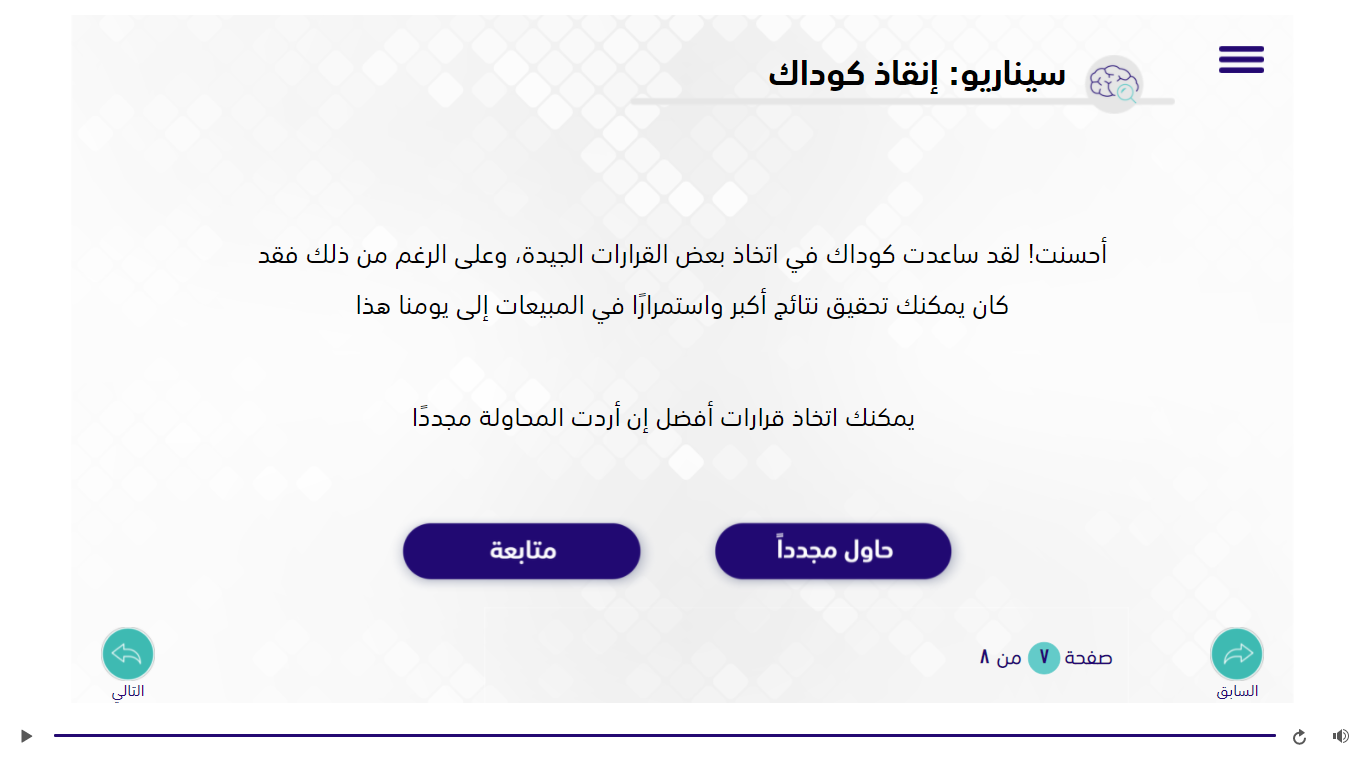 سيناريو: إنقاذ كوداك
أحسنت! لقد ساعدت كوداك في اتخاذ بعض القرارات الجيدة، وعلى الرغم من ذلك فقد
كان يمكنك تحقيق نتائج أكبر واستمرارًا في المبيعات إلى يومنا هذا
يمكنك اتخاذ قرارات أفضل إن أردت المحاولة مجددًا
حاول مجدداً
متابعة
صفحة ٧ من ٨
السابق
التالي